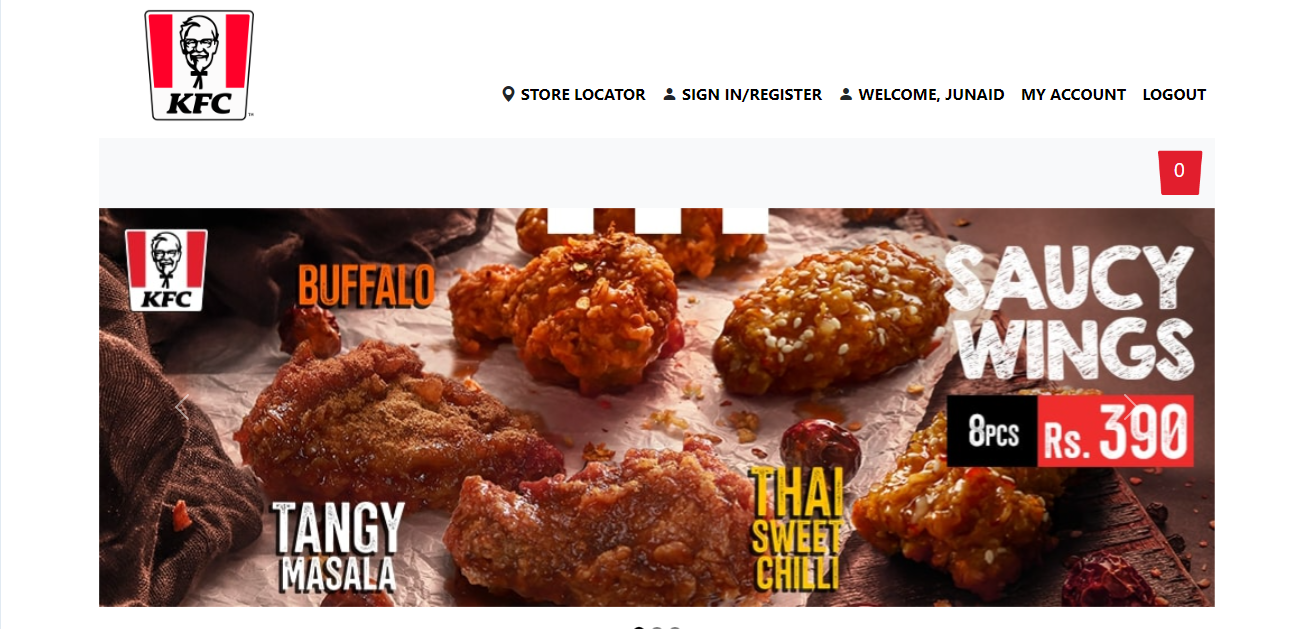 KFC
STORE LOCATOR SIGN IN/REGISTER WELCOME, JUNAID MY ACCOUNT LOGOUT
0
KFC
BUFFALO
SAUCY
WINGS
8PCS Rs. 390
TANGY
MASALA
THAI
SWEET
CHILLI